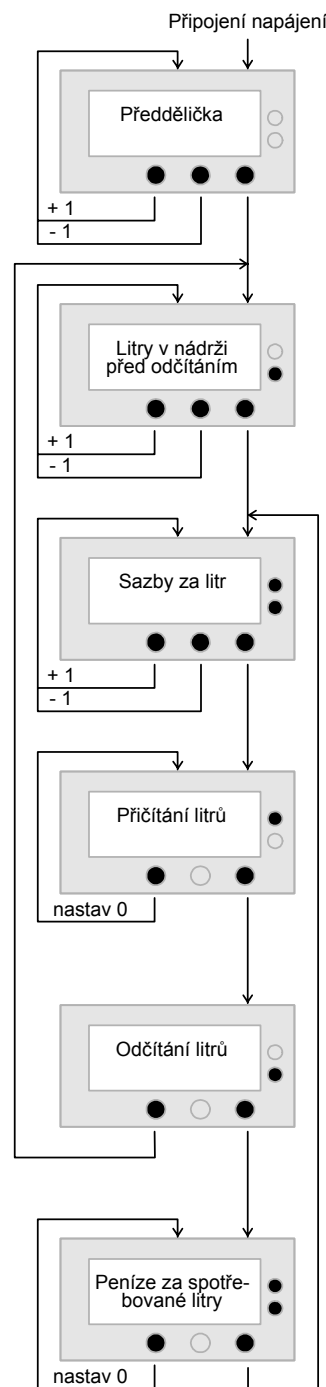 Připojení napájení
Předdělička
+ 1
- 1
Litry v nádrži
před odčítáním
+ 1
- 1
Sazby za litr
+ 1
- 1
Přičítání litrů
nastav 0
Odčítání litrů
Peníze za spotře-
bované litry
nastav 0